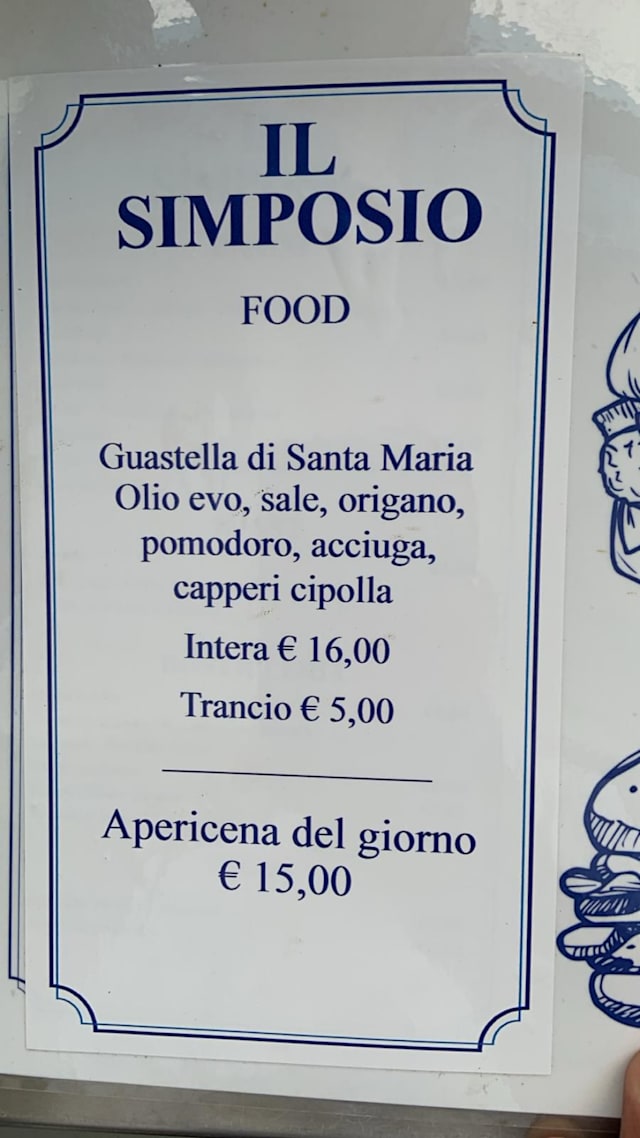 IL
SIMPOSIO
FOOD
Guastella di Santa Maria
Olio evo, sale, origano,
pomodoro, acciuga,
capperi cipolla
Intera € 16,00
Trancio € 5,00
Apericena del giorno
€ 15,00